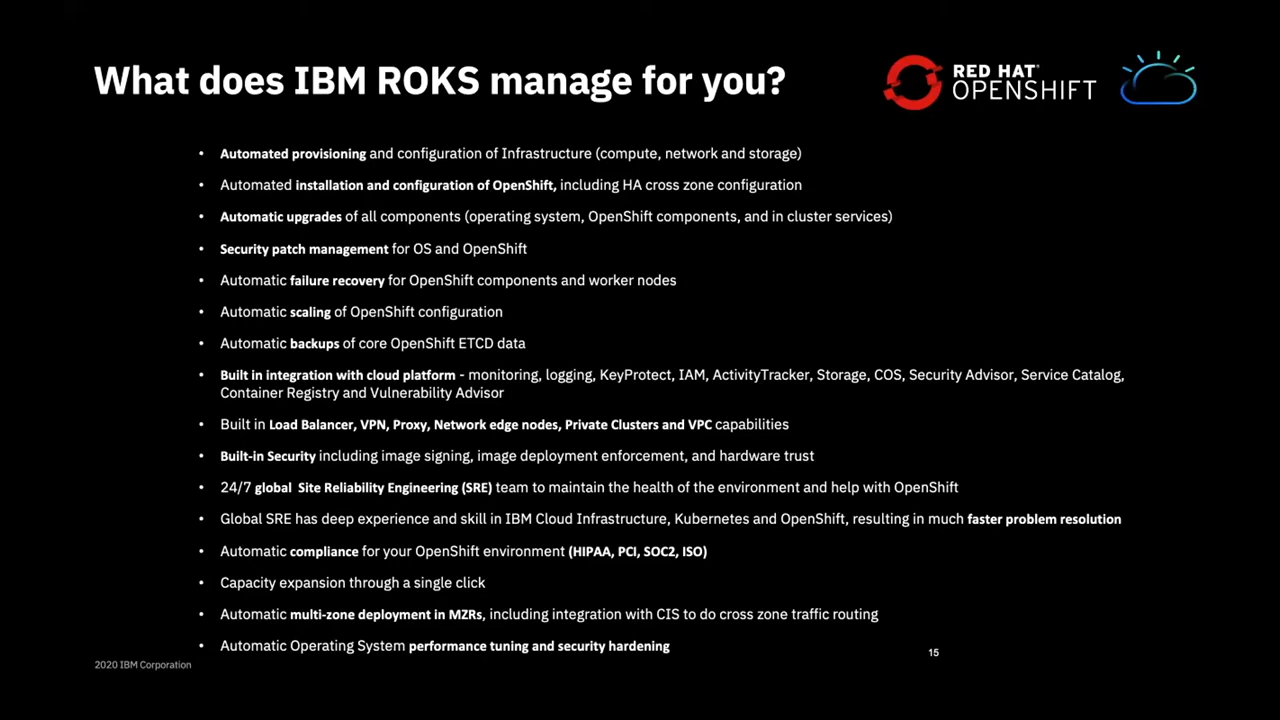 What does IBM ROKS manage for you?
RED HAT®
OPENSHIFT
• Automated provisioning and configuration of Infrastructure (compute, network and storage)
• Automated installation and configuration of OpenShift, including HA cross zone configuration
• Automatic upgrades of all components (operating system, OpenShift components, and in cluster services)
• Security patch management for OS and OpenShift
• Automatic failure recovery for OpenShift components and worker nodes
• Automatic scaling of OpenShift configuration
• Automatic backups of core OpenShift ETCD data
• Built in integration with cloud platform - monitoring, logging, KeyProtect, IAM, ActivityTracker, Storage, COS, Security Advisor, Service Catalog,
Container Registry and Vulnerability Advisor
• Built in Load Balancer, VPN, Proxy, Network edge nodes, Private Clusters and VPC capabilities
• Built-in Security including image signing, image deployment enforcement, and hardware trust
• 24/7 global Site Reliability Engineering (SRE) team to maintain the health of the environment and help with OpenShift
• Global SRE has deep experience and skill in IBM Cloud Infrastructure, Kubernetes and OpenShift, resulting in much faster problem resolution
• Automatic compliance for your OpenShift environment (HIPAA, PCI, SOC2, ISO)
• Capacity expansion through a single click
• Automatic multi-zone deployment in MZRs, including integration with CIS to do cross zone traffic routing
• Automatic Operating System performance tuning and security hardening
2020 IBM Corporation
15